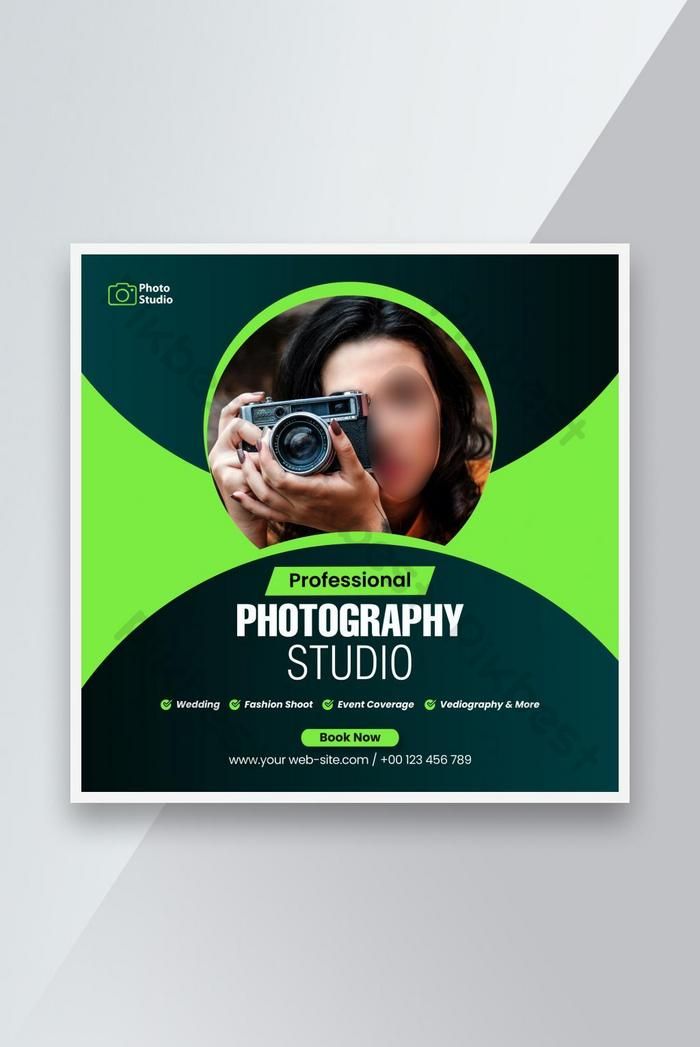 Photo
Studio
Professional
PHOTOGRAPHY
STUDIO
Wedding Fashion Shoot Event Coverage Vediography & More
Book Now
www.your web-site.com / +00 123 456 789
pikbest